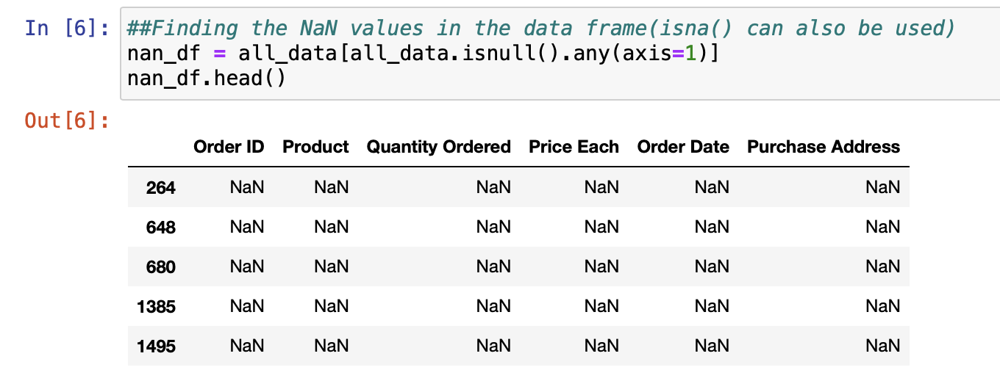 In [6]: ##Finding the NaN values in the data frame(isna() can also be used)
nan_df = all_data[all_data.isnull().any(axis=1)]
nan_df.head()
Out[6]:
Order ID Product Quantity Ordered Price Each Order Date Purchase Address
264 NaN NaN NaN NaN NaN NaN
648 NaN NaN NaN NaN NaN NaN
680 NaN NaN NaN NaN NaN NaN
1385 NaN NaN NaN NaN NaN NaN
1495 NaN NaN NaN NaN NaN NaN